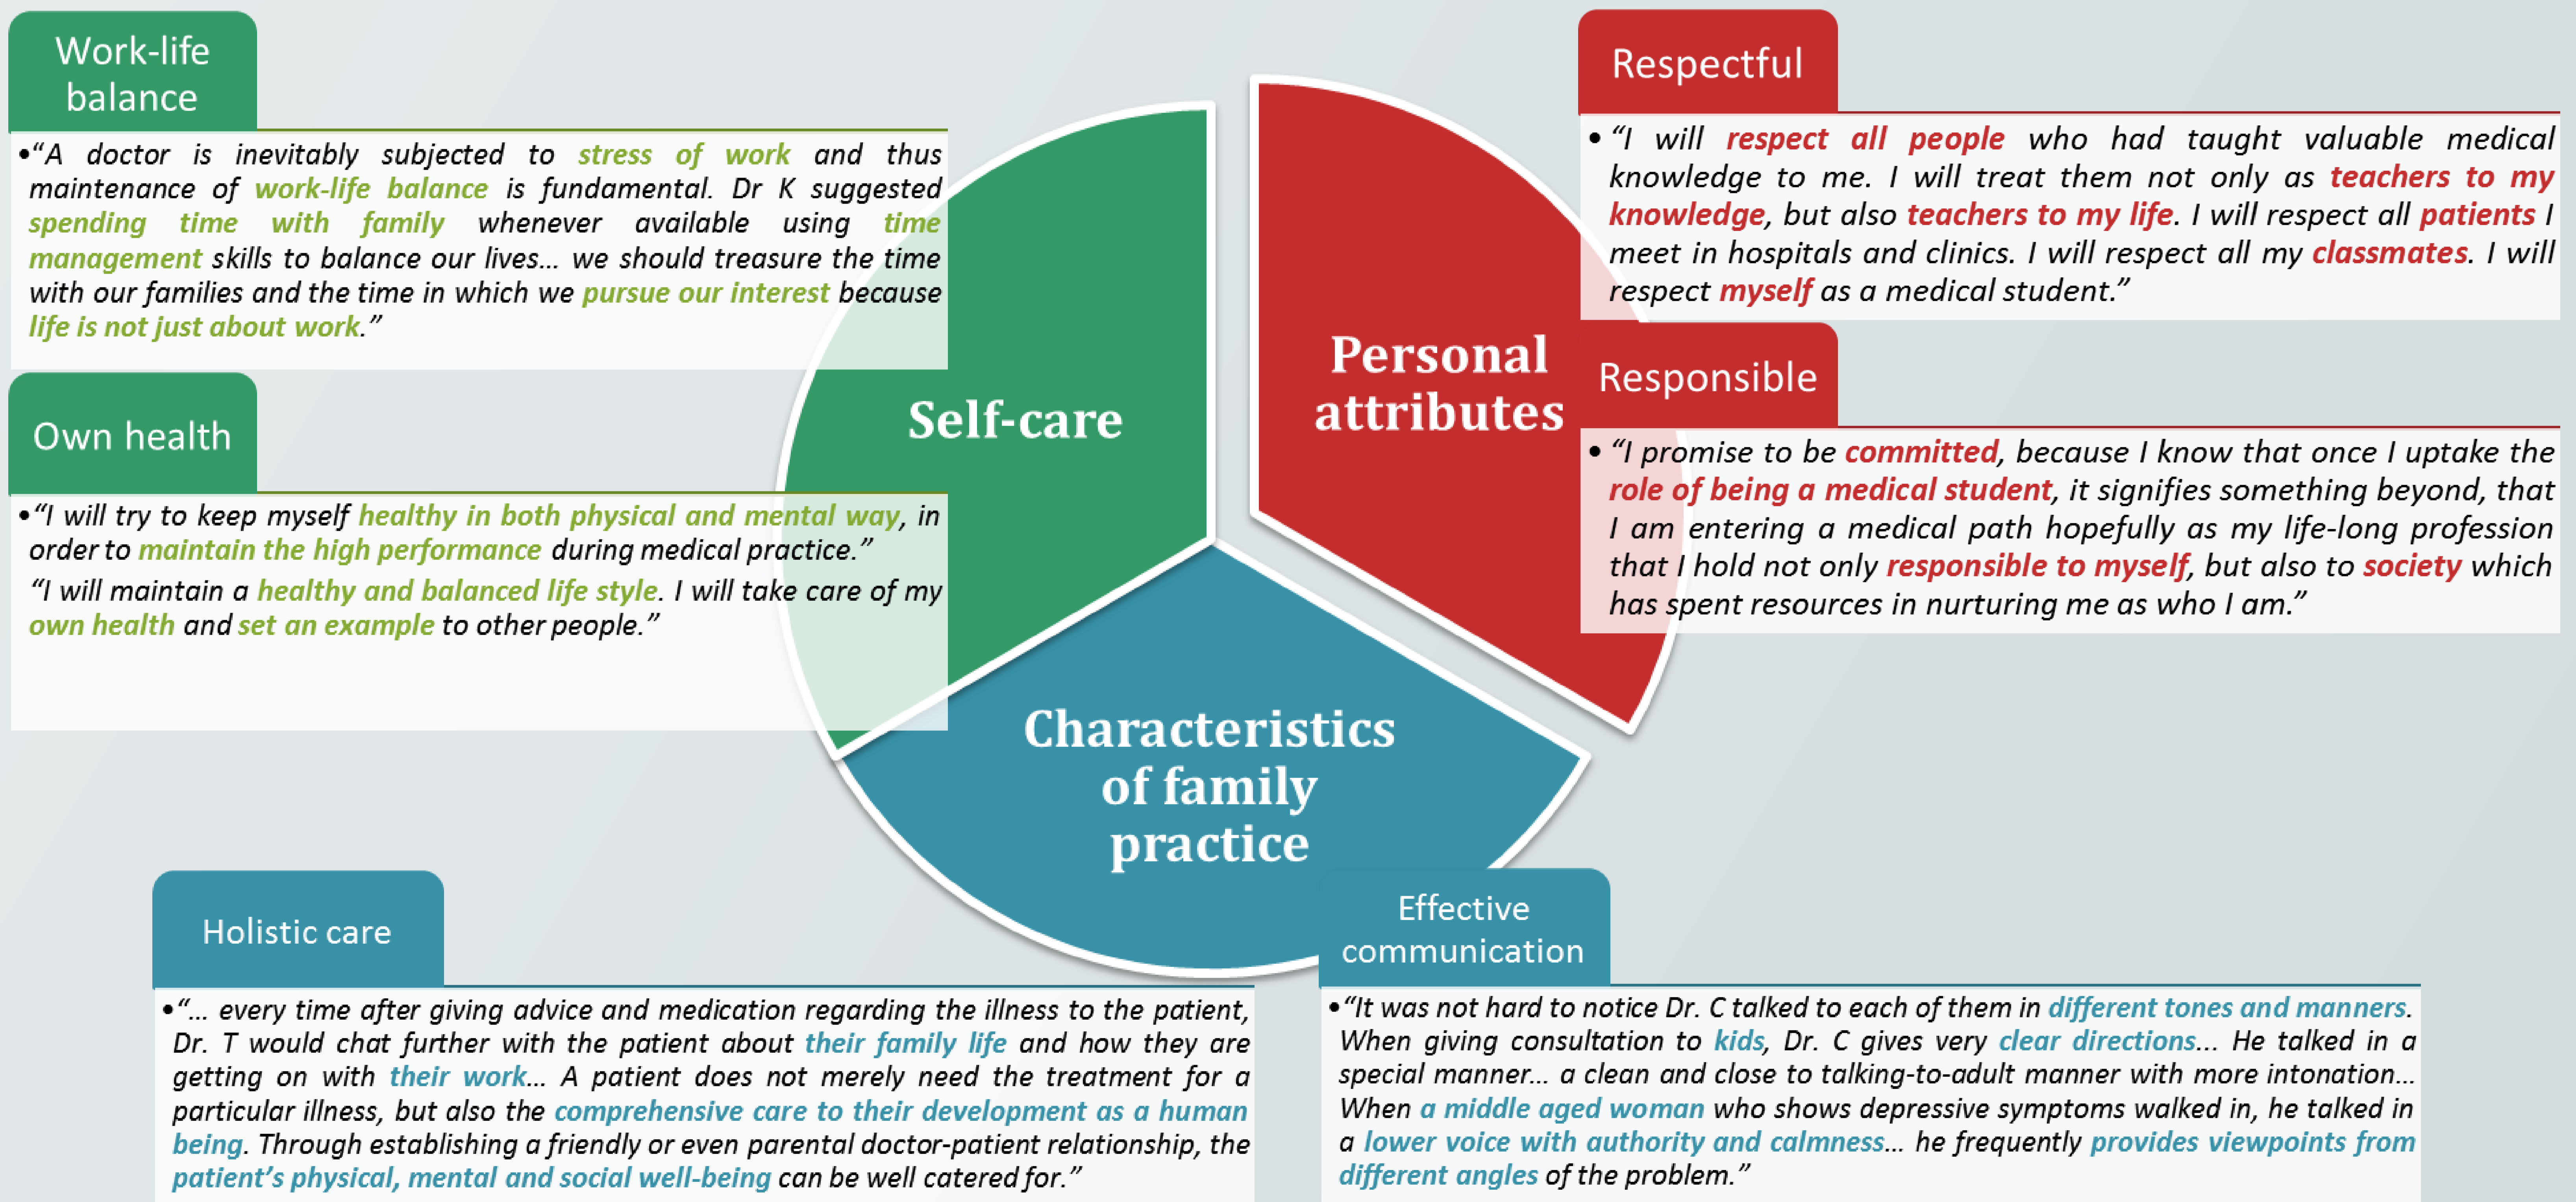 Work-life
balance
•“A doctor is inevitably subjected to stress of work and thus
maintenance of work-life balance is fundamental. Dr K suggested
spending time with family whenever available using time
management skills to balance our lives... we should treasure the time
with our families and the time in which we pursue our interest because
life is not just about work.”
Own health
•“I will try to keep myself healthy in both physical and mental way, in
order to maintain the high performance during medical practice.”
“I will maintain a healthy and balanced life style. I will take care of my
own health and set an example to other people.”
Self-care
Personal
attributes
Respectful
• “I will respect all people who had taught valuable medical
knowledge to me. I will treat them not only as teachers to my
knowledge, but also teachers to my life. I will respect all patients I
meet in hospitals and clinics. I will respect all my classmates. I will
respect myself as a medical student.”
Responsible
• “I promise to be committed, because I know that once I uptake the
role of being a medical student, it signifies something beyond, that
I am entering a medical path hopefully as my life-long profession
that I hold not only responsible to myself, but also to society which
has spent resources in nurturing me as who I am.”
Characteristics
of family
practice
Holistic care
•“... every time after giving advice and medication regarding the illness to the patient,
Dr. T would chat further with the patient about their family life and how they are
getting on with their work... A patient does not merely need the treatment for a
particular illness, but also the comprehensive care to their development as a human
being. Through establishing a friendly or even parental doctor-patient relationship, the
patient’s physical, mental and social well-being can be well catered for.”
Effective
communication
•“It was not hard to notice Dr. C talked to each of them in different tones and manners.
When giving consultation to kids, Dr. C gives very clear directions... He talked in a
special manner... a clean and close to talking-to-adult manner with more intonation...
When a middle aged woman who shows depressive symptoms walked in, he talked in
a lower voice with authority and calmness... he frequently provides viewpoints from
different angles of the problem.”